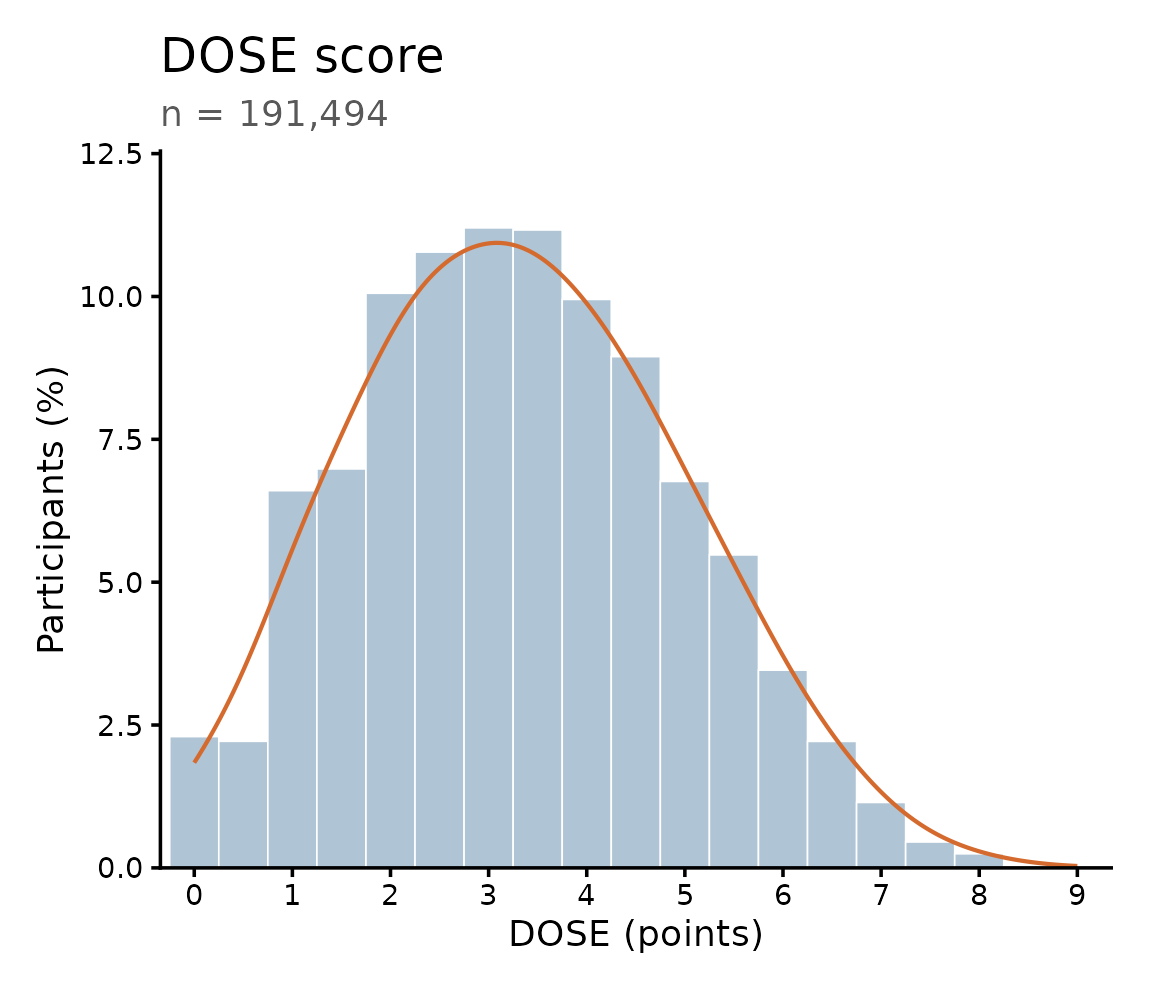 DOSE score
n = 191,494
12.5
10.0
7.5
5.0
2.5
0.0
Participants (%)
0 1 2 3 4 5 6 7 8 9
DOSE (points)